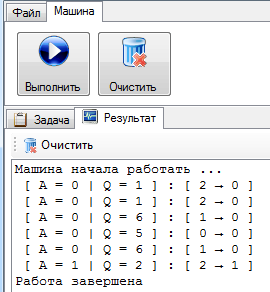 Файл Машина
Выполнить Очистить
Задача Результат
Очистить
Машина начала работать ...
[ A = 0 | Q = 1 ] : [ 2 → 0 ]
[ A = 0 | Q = 1 ] : [ 2 → 0 ]
[ A = 0 | Q = 6 ] : [ 1 → 0 ]
[ A = 0 | Q = 5 ] : [ 0 → 0 ]
[ A = 0 | Q = 6 ] : [ 1 → 0 ]
[ A = 1 | Q = 2 ] : [ 2 → 1 ]
Работа завершена